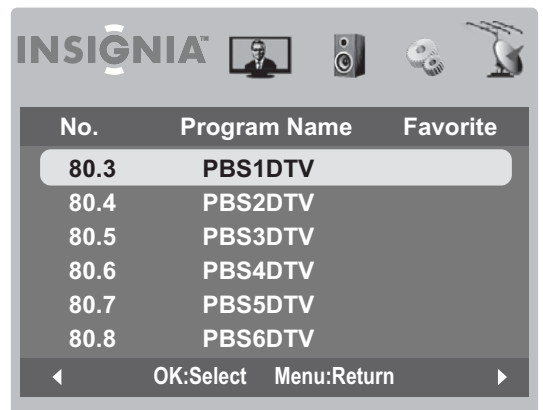 INSIGNIA™
No. Program Name Favorite
80.3 PBS1DTV
80.4 PBS2DTV
80.5 PBS3DTV
80.6 PBS4DTV
80.7 PBS5DTV
80.8 PBS6DTV
OK:Select Menu:Return